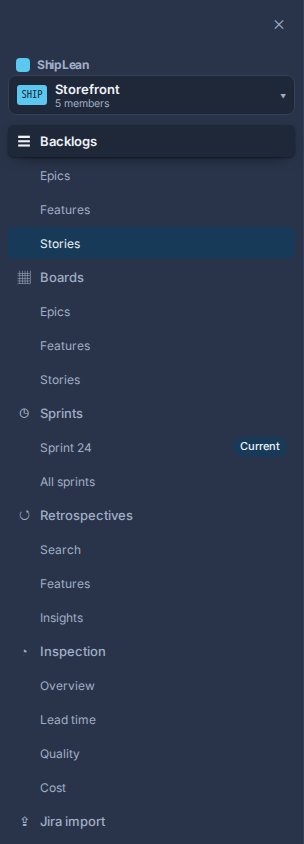 ShipLean
SHIP
Storefront
5 members
Backlogs
Epics
Features
Stories
Boards
Epics
Features
Stories
Sprints
Sprint 24 Current
All sprints
Retrospectives
Search
Features
Insights
Inspection
Overview
Lead time
Quality
Cost
Jira import